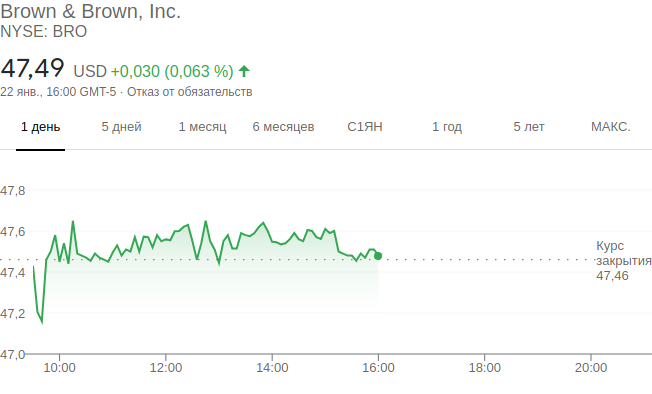 Brown & Brown, Inc.
NYSE: BRO
47,49 USD +0,030 (0,063 %)
22 янв., 16:00 GMT-5 · Отказ от обязательств
1 день 5 дней 1 месяц 6 месяцев С1ЯН 1 год 5 лет МАКС.
47,8
47,6
47,4
47,2
47,0
Курс
закрытия
47,46
10:00 12:00 14:00 16:00 18:00 20:00